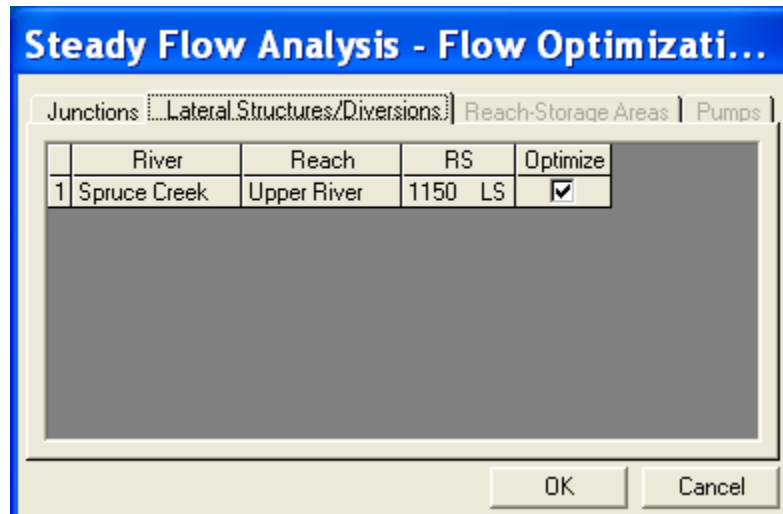 Steady Flow Analysis - Flow Optimizati...
Junctions Lateral Structures/Diversions Reach-Storage Areas Pumps
River Reach RS Optimize
1 Spruce Creek Upper River 1150 LS
OK Cancel